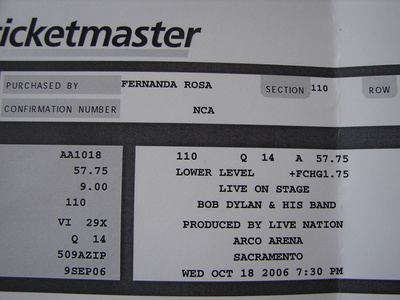 ticketmaster
PURCHASED BY FERNANDA ROSA SECTION 110 ROW
CONFIRMATION NUMBER NCA
AA1018
57.75
9.00
110
VI 29X
Q 14
509AZIP
9SEP06
110 Q 14 A 57.75
LOWER LEVEL +FCHG1.75
LIVE ON STAGE
BOB DYLAN & HIS BAND
PRODUCED BY LIVE NATION
ARCO ARENA
SACRAMENTO
WED OCT 18 2006 7:30 PM